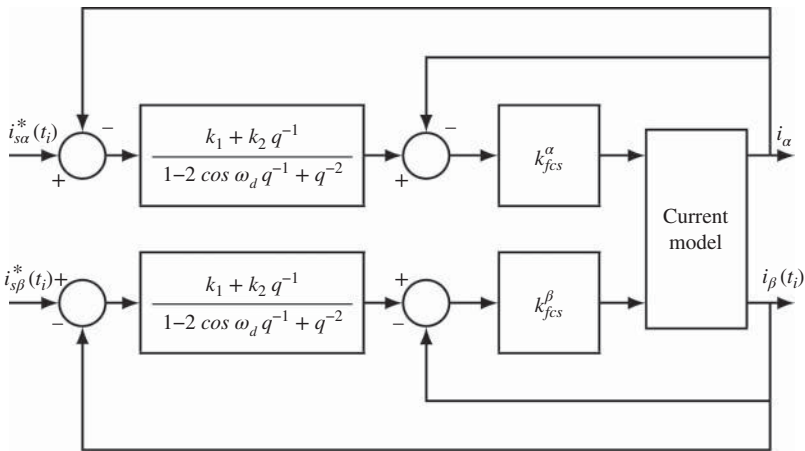 i*sα(ti)
−
+
k1 + k2 q⁻¹
1−2 cos ωd q⁻¹ + q⁻²
−
+
kαfcs
iα
Current
model
i*sβ(ti)
+
−
k1 + k2 q⁻¹
1−2 cos ωd q⁻¹ + q⁻²
+
−
kβfcs
iβ(ti)